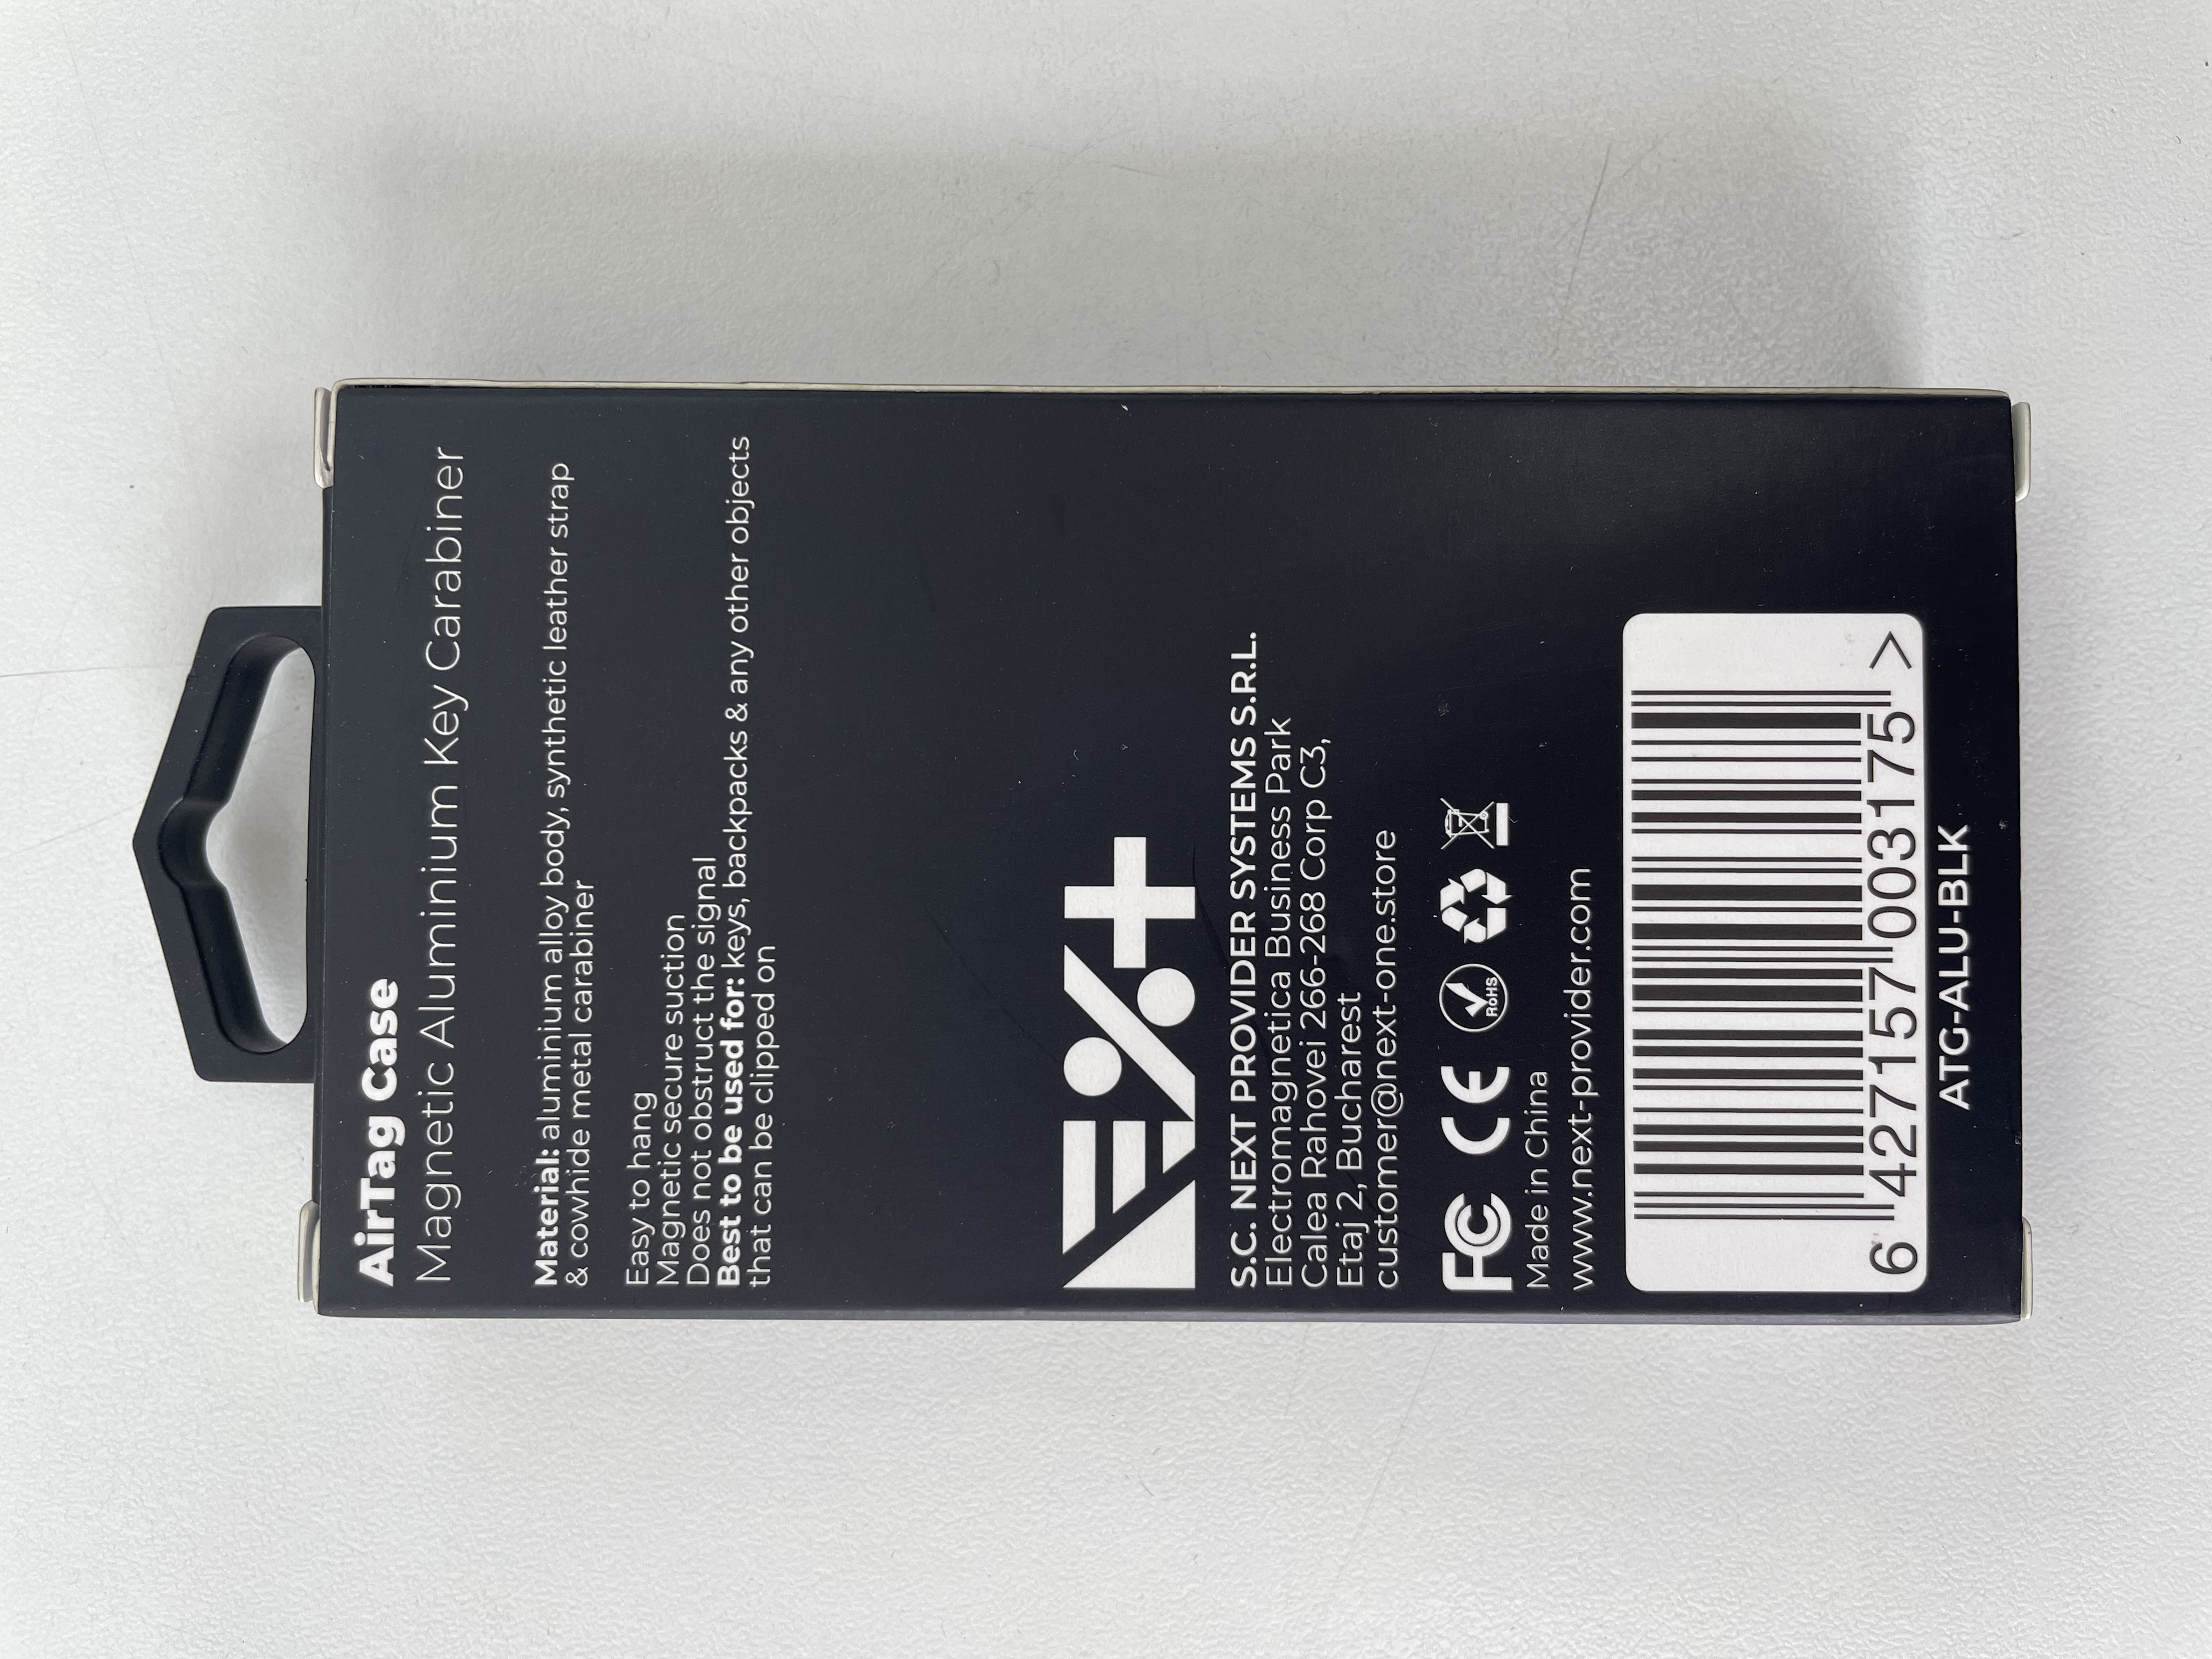 AirTag Case
Magnetic Aluminium Key Carabiner
Material: aluminium alloy body, synthetic leather strap
& cowhide metal carabiner
Easy to hang
Magnetic secure suction
Does not obstruct the signal
Best to be used for: keys, backpacks & any other objects
that can be clipped on
S.C. NEXT PROVIDER SYSTEMS S.R.L.
Electromagnetica Business Park
Calea Rahovei 266-268 Corp C3,
Etaj 2, Bucharest
customer@next-one.store
FC CE RoHS
Made in China
www.next-provider.com
6 427157 003175 >
ATG-ALU-BLK